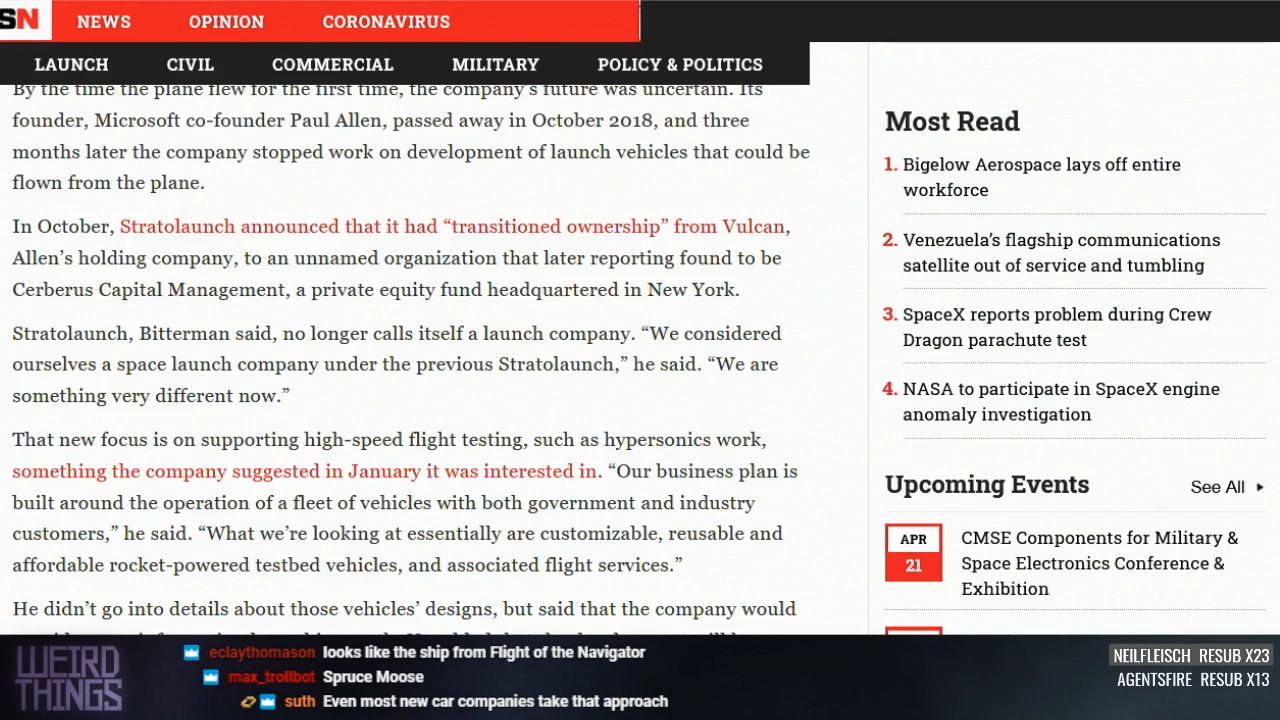 SN NEWS OPINION CORONAVIRUS
LAUNCH CIVIL COMMERCIAL MILITARY POLICY & POLITICS
By the time the plane flew for the first time, the company's future was uncertain. Its
founder, Microsoft co-founder Paul Allen, passed away in October 2018, and three
months later the company stopped work on development of launch vehicles that could be
flown from the plane.
In October, Stratolaunch announced that it had “transitioned ownership” from Vulcan,
Allen’s holding company, to an unnamed organization that later reporting found to be
Cerberus Capital Management, a private equity fund headquartered in New York.
Stratolaunch, Bitterman said, no longer calls itself a launch company. “We considered
ourselves a space launch company under the previous Stratolaunch,” he said. “We are
something very different now.”
That new focus is on supporting high-speed flight testing, such as hypersonics work,
something the company suggested in January it was interested in. “Our business plan is
built around the operation of a fleet of vehicles with both government and industry
customers,” he said. “What we’re looking at essentially are customizable, reusable and
affordable rocket-powered testbed vehicles, and associated flight services.”
He didn’t go into details about those vehicles’ designs, but said that the company would
Most Read
1. Bigelow Aerospace lays off entire
workforce
2. Venezuela’s flagship communications
satellite out of service and tumbling
3. SpaceX reports problem during Crew
Dragon parachute test
4. NASA to participate in SpaceX engine
anomaly investigation
Upcoming Events See All
APR
21
CMSE Components for Military &
Space Electronics Conference &
Exhibition
WEIRD
THINGS
eclaythomason looks like the ship from Flight of the Navigator
max_trollbot Spruce Moose
suth Even most new car companies take that approach
NEILFLEISCH RESUB X23
AGENTSFIRE RESUB X13